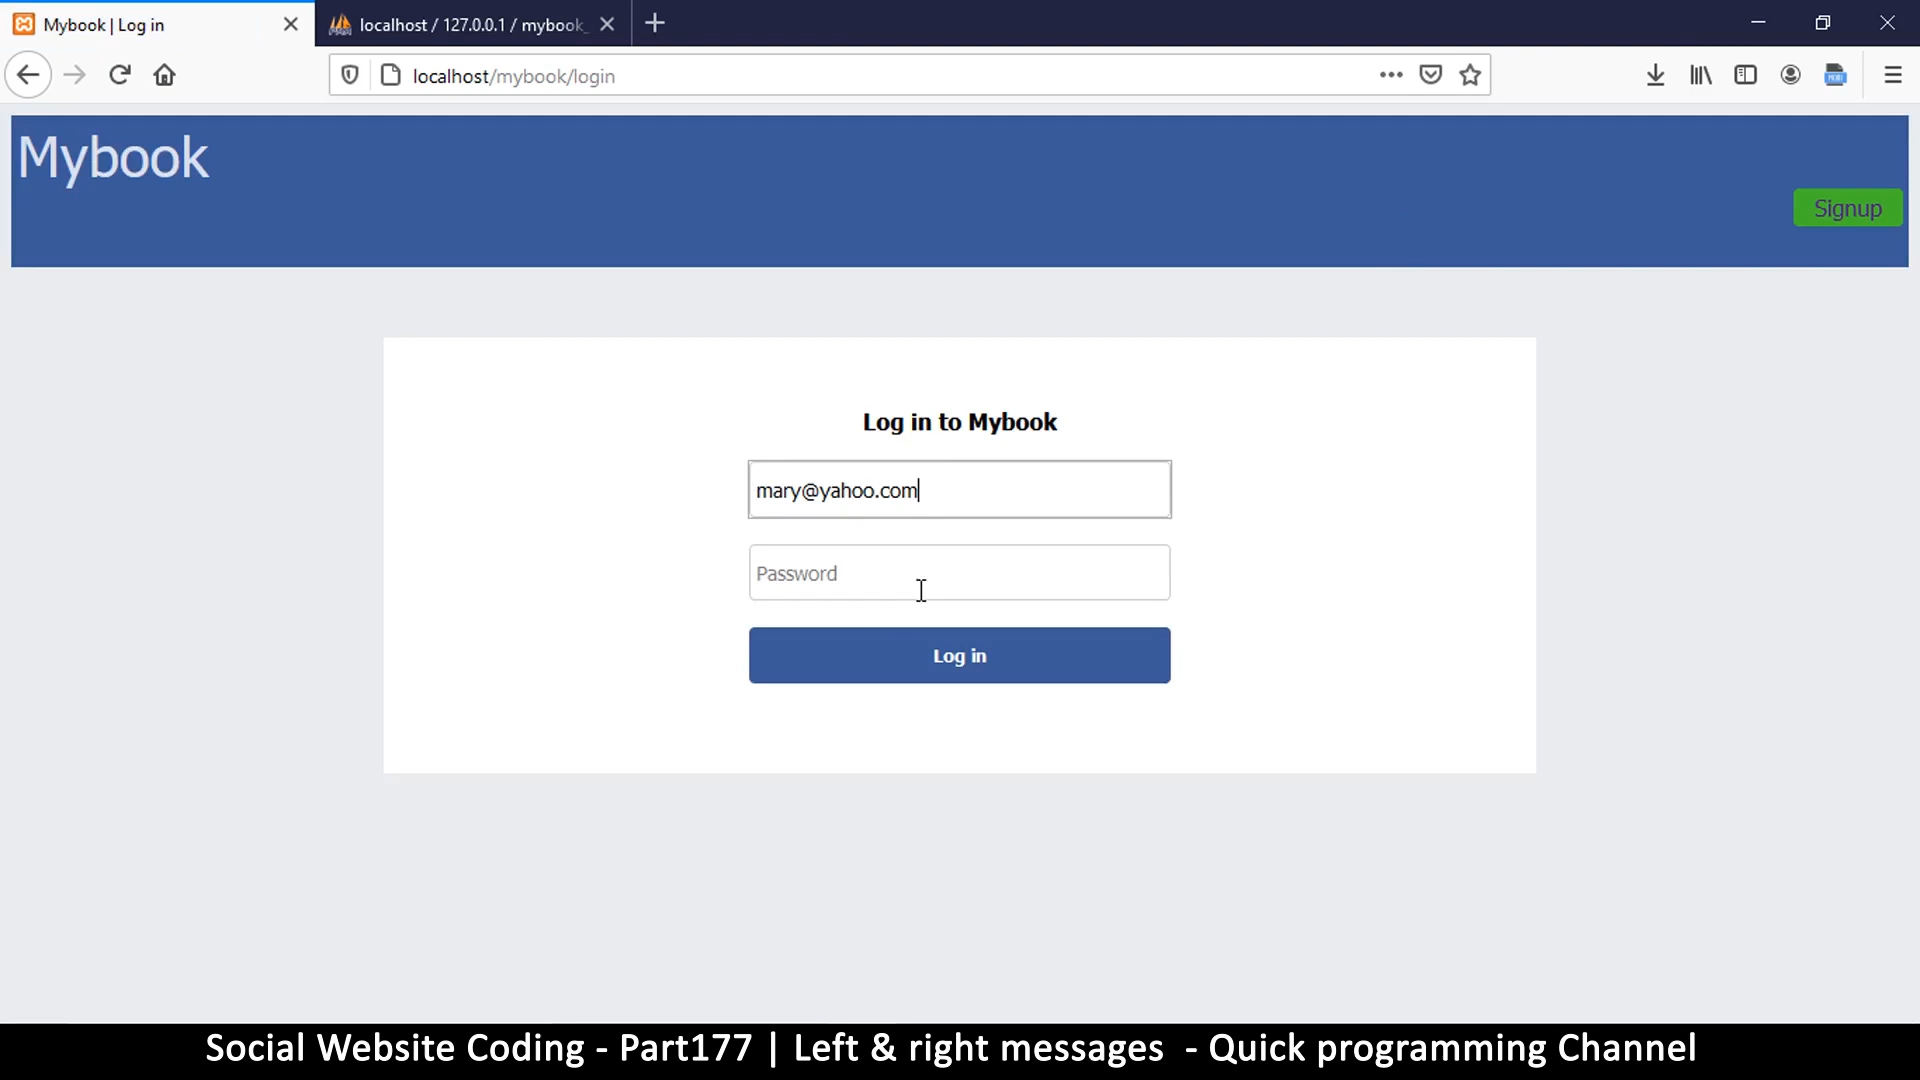 Mybook | Log in
localhost / 127.0.0.1 / mybook_
localhost/mybook/login
Mybook
Signup
Log in to Mybook
mary@yahoo.com
Password
Log in
Social Website Coding - Part177 | Left & right messages - Quick programming Channel